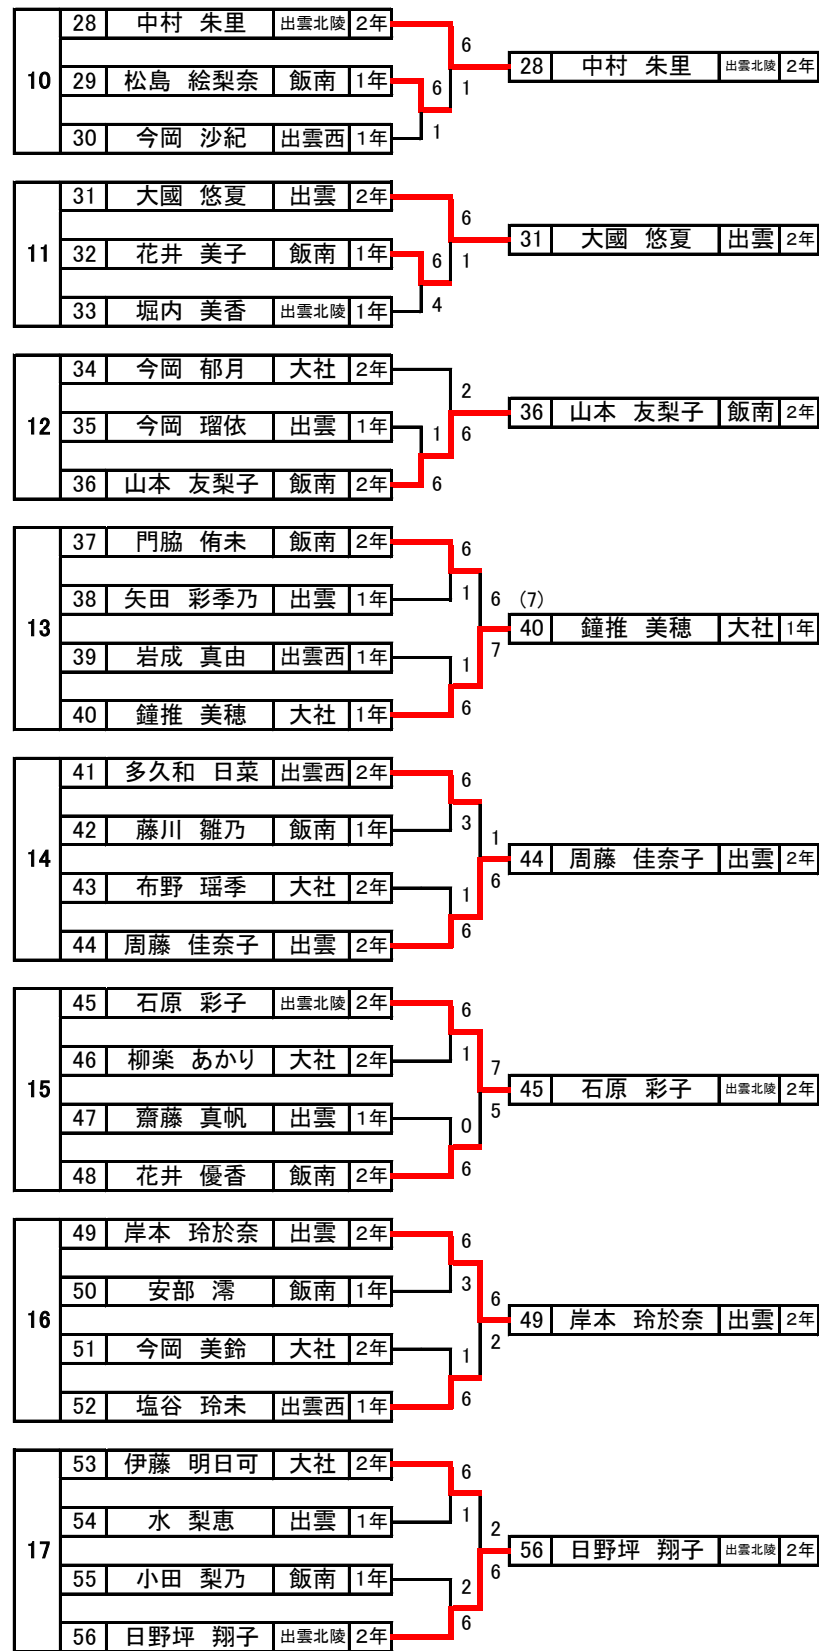 28 中村 朱里 出雲北陵 2年
6
28 中村 朱里 出雲北陵 2年
10 29 松島 絵梨奈 飯南 1年
6 1
30 今岡 沙紀 出雲西 1年
1
31 大國 悠夏 出雲 2年
6
31 大國 悠夏 出雲 2年
11 32 花井 美子 飯南 1年
6 1
33 堀内 美香 出雲北陵 1年
4
34 今岡 郁月 大社 2年
2
36 山本 友梨子 飯南 2年
12 35 今岡 瑠依 出雲 1年
1 6
36 山本 友梨子 飯南 2年
6
37 門脇 侑未 飯南 2年
6
38 矢田 彩季乃 出雲 1年
1 6 (7)
13 40 鐘推 美穂 大社 1年
39 岩成 真由 出雲西 1年
1 7
40 鐘推 美穂 大社 1年
6
41 多久和 日菜 出雲西 2年
6
42 藤川 雛乃 飯南 1年
3 1
14 44 周藤 佳奈子 出雲 2年
43 布野 瑶季 大社 2年
1 6
44 周藤 佳奈子 出雲 2年
6
45 石原 彩子 出雲北陵 2年
6
46 柳楽 あかり 大社 2年
1 7
15 45 石原 彩子 出雲北陵 2年
47 齋藤 真帆 出雲 1年
0 5
48 花井 優香 飯南 2年
6
49 岸本 玲於奈 出雲 2年
6
50 安部 澪 飯南 1年
3 6
16 49 岸本 玲於奈 出雲 2年
51 今岡 美鈴 大社 2年
1 2
52 塩谷 玲未 出雲西 1年
6
53 伊藤 明日可 大社 2年
6
54 水 梨恵 出雲 1年
1 2
17 56 日野坪 翔子 出雲北陵 2年
55 小田 梨乃 飯南 1年
2 6
56 日野坪 翔子 出雲北陵 2年
6